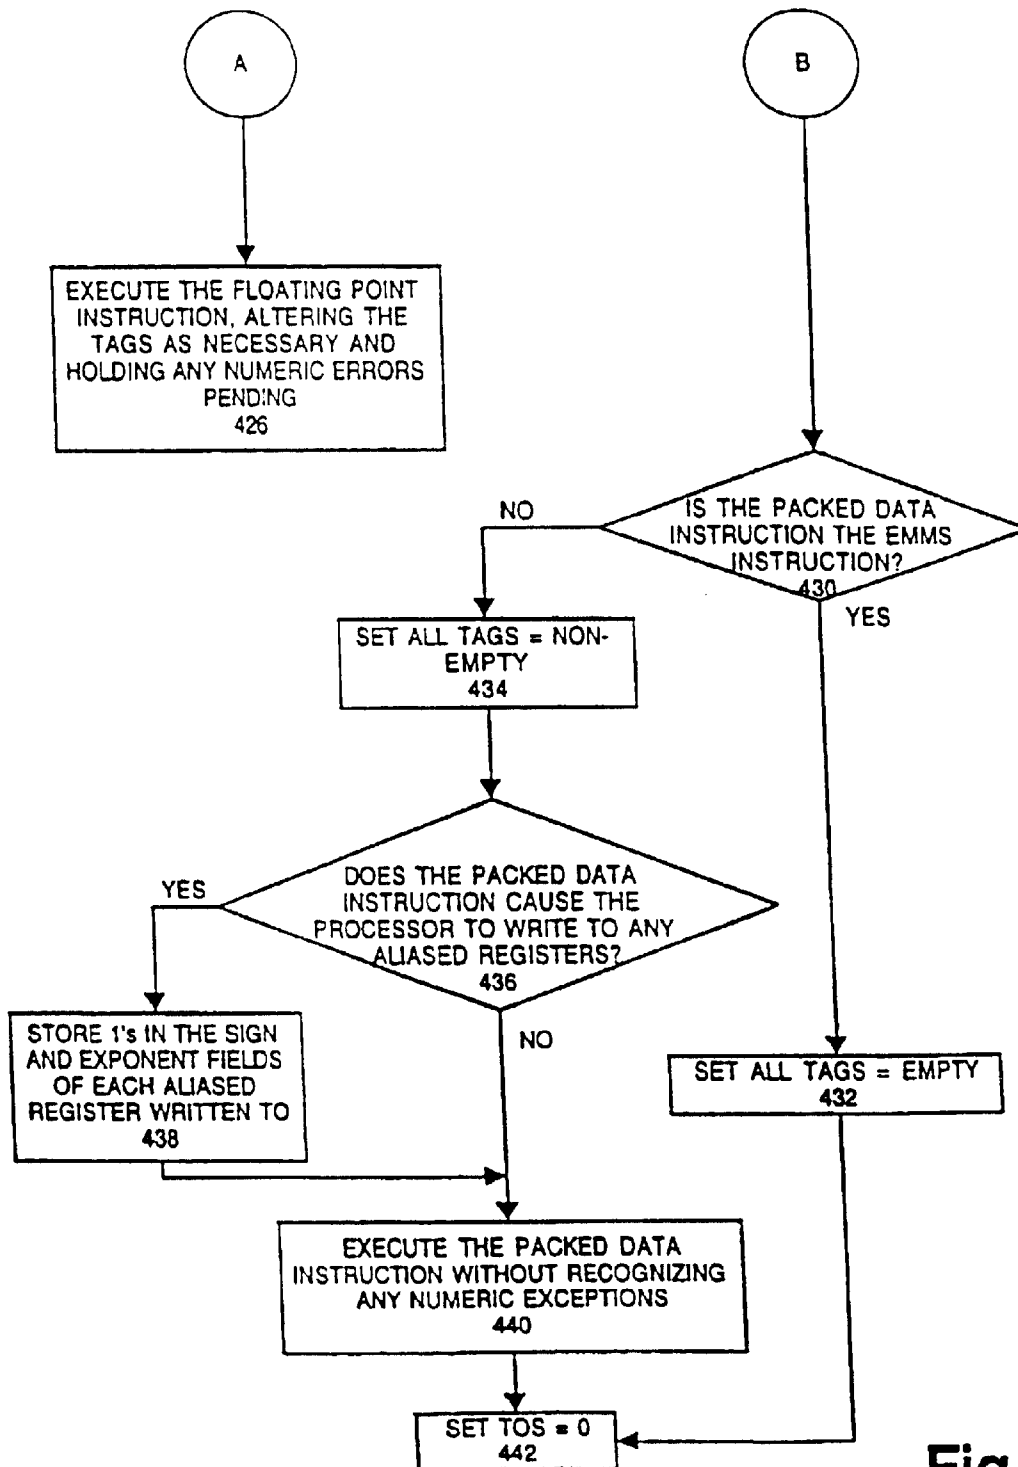 A
B
EXECUTE THE FLOATING POINT
INSTRUCTION, ALTERING THE
TAGS AS NECESSARY AND
HOLDING ANY NUMERIC ERRORS
PENDING
426
IS THE PACKED DATA
INSTRUCTION THE EMMS
INSTRUCTION?
430
NO
YES
SET ALL TAGS = NON-
EMPTY
434
DOES THE PACKED DATA
INSTRUCTION CAUSE THE
PROCESSOR TO WRITE TO ANY
ALIASED REGISTERS?
436
YES
NO
STORE 1's IN THE SIGN
AND EXPONENT FIELDS
OF EACH ALIASED
REGISTER WRITTEN TO
438
SET ALL TAGS = EMPTY
432
EXECUTE THE PACKED DATA
INSTRUCTION WITHOUT RECOGNIZING
ANY NUMERIC EXCEPTIONS
440
SET TOS = 0
442
Fig